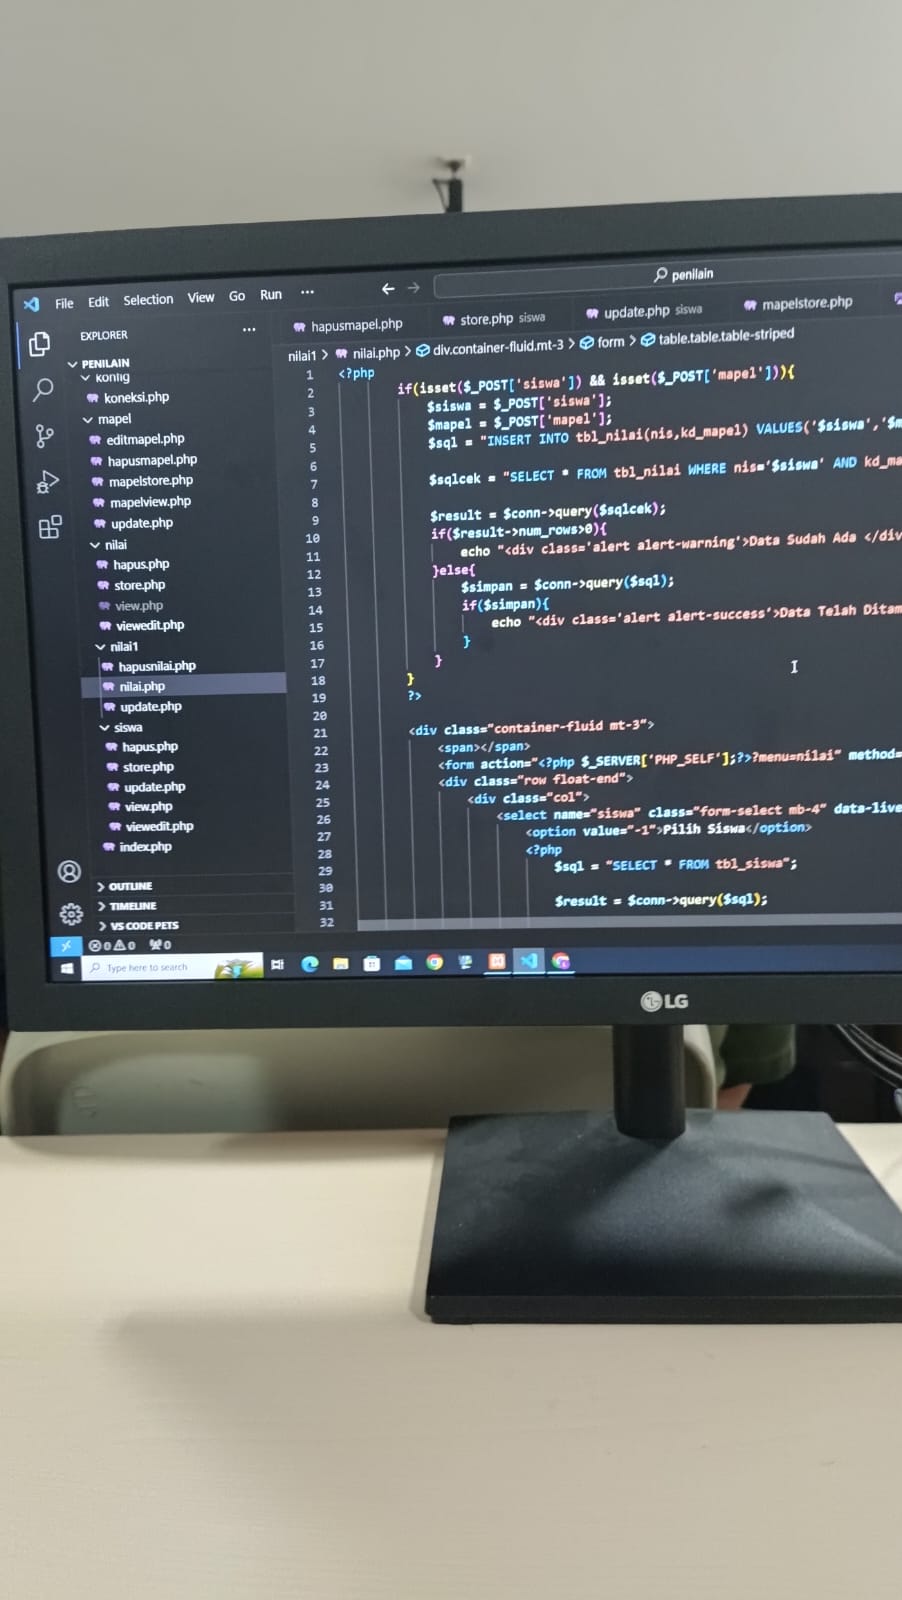 File Edit Selection View Go Run ...
penilain
EXPLORER ...
PENILAIN
konfig
koneksi.php
mapel
editmapel.php
hapusmapel.php
mapelstore.php
mapelview.php
update.php
nilai
hapus.php
store.php
view.php
viewedit.php
nilai1
hapusnilai.php
nilai.php
update.php
siswa
hapus.php
store.php
update.php
view.php
viewedit.php
index.php
OUTLINE
TIMELINE
VS CODE PETS
hapusmapel.php store.php siswa update.php siswa mapelstore.php
nilai1 > nilai.php > div.container-fluid.mt-3 > form > table.table.table-striped
1 <?php
2 if(isset($_POST['siswa']) && isset($_POST['mapel'])){
3 $siswa = $_POST['siswa'];
4 $mapel = $_POST['mapel'];
5 $sql = "INSERT INTO tbl_nilai(nis,kd_mapel) VALUES('$siswa','$m
6
7 $sqlcek = "SELECT * FROM tbl_nilai WHERE nis='$siswa' AND kd_ma
8
9 $result = $conn->query($sqlcek);
10 if($result->num_rows>0){
11 echo "<div class='alert alert-warning'>Data Sudah Ada </div
12 }else{
13 $simpan = $conn->query($sql);
14 if($simpan){
15 echo "<div class='alert alert-success'>Data Telah Ditam
16 }
17 }
18 }
19 ?>
20
21 <div class="container-fluid mt-3">
22 <span></span>
23 <form action="<?php $_SERVER['PHP_SELF'];?>?menu=nilai" method=
24 <div class="row float-end">
25 <div class="col">
26 <select name="siswa" class="form-select mb-4" data-live
27 <option value="-1">Pilih Siswa</option>
28 <?php
29 $sql = "SELECT * FROM tbl_siswa";
30
31 $result = $conn->query($sql);
32
0 0 0
Type here to search
LG